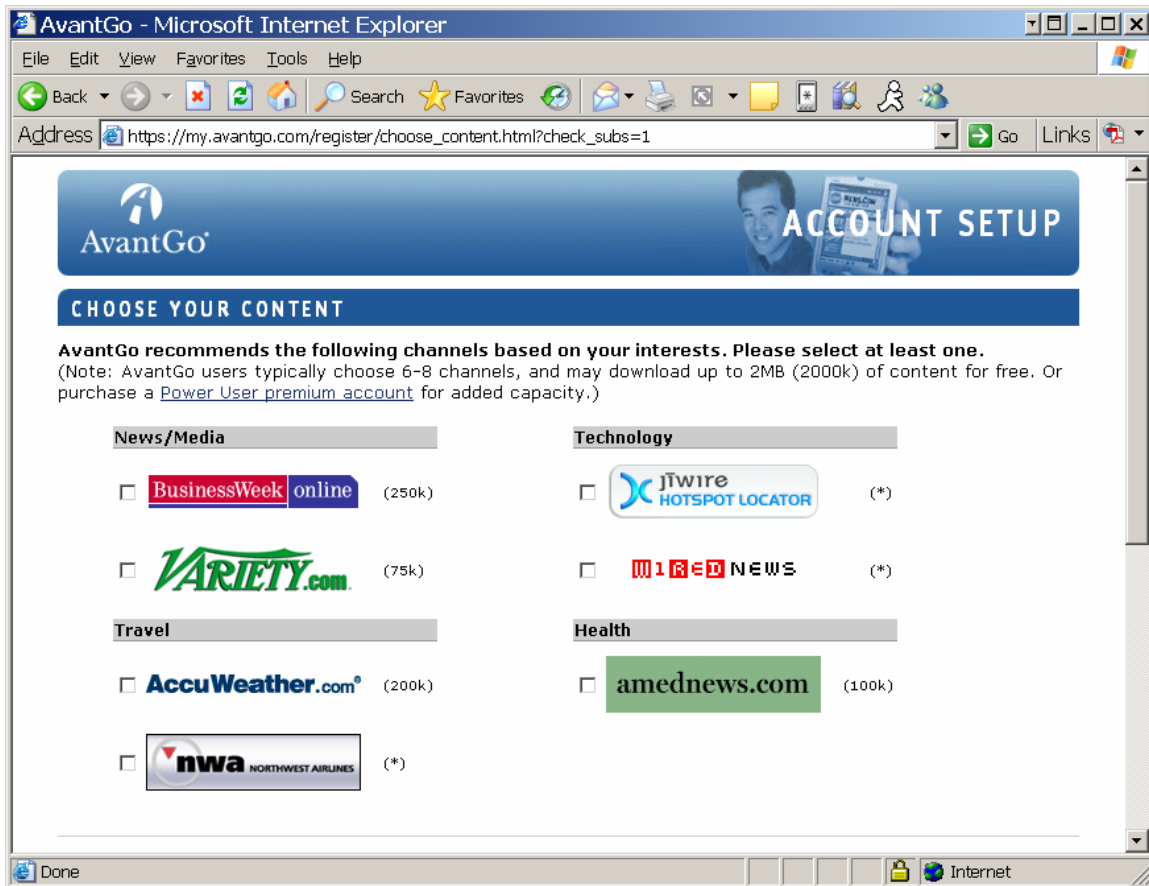 AvantGo - Microsoft Internet Explorer
File Edit View Favorites Tools Help
Back Search Favorites
Address https://my.avantgo.com/register/choose_content.html?check_subs=1 Go Links
AvantGo
NEWS.COM
ACCOUNT SETUP
CHOOSE YOUR CONTENT
AvantGo recommends the following channels based on your interests. Please select at least one.
(Note: AvantGo users typically choose 6-8 channels, and may download up to 2MB (2000k) of content for free. Or
purchase a Power User premium account for added capacity.)
News/Media Technology
BusinessWeek online (250k) JiWIRE HOTSPOT LOCATOR (*)
VARIETY.com (75k) WIRED NEWS (*)
Travel Health
AccuWeather.com® (200k) amednews.com (100k)
nwa NORTHWEST AIRLINES (*)
Done Internet